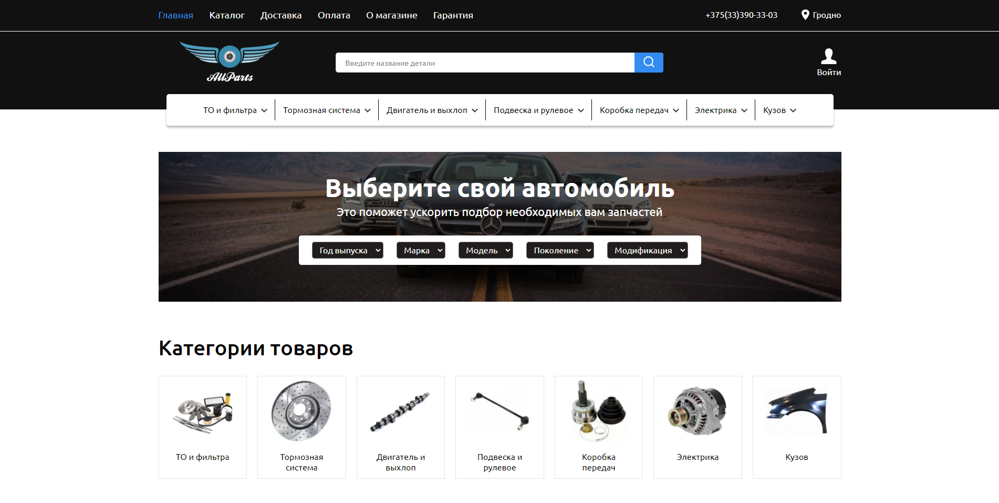 Главная Каталог Доставка Оплата О магазине Гарантия +375(33)390-33-03 Гродно
AllParts
Введите название детали
Войти
ТО и фильтра Тормозная система Двигатель и выхлоп Подвеска и рулевое Коробка передач Электрика Кузов
Выберите свой автомобиль
Это поможет ускорить подбор необходимых вам запчастей
Год выпуска Марка Модель Поколение Модификация
Категории товаров
ТО и фильтра
Тормозная
система
Двигатель и
выхлоп
Подвеска и
рулевое
Коробка
передач
Электрика
Кузов